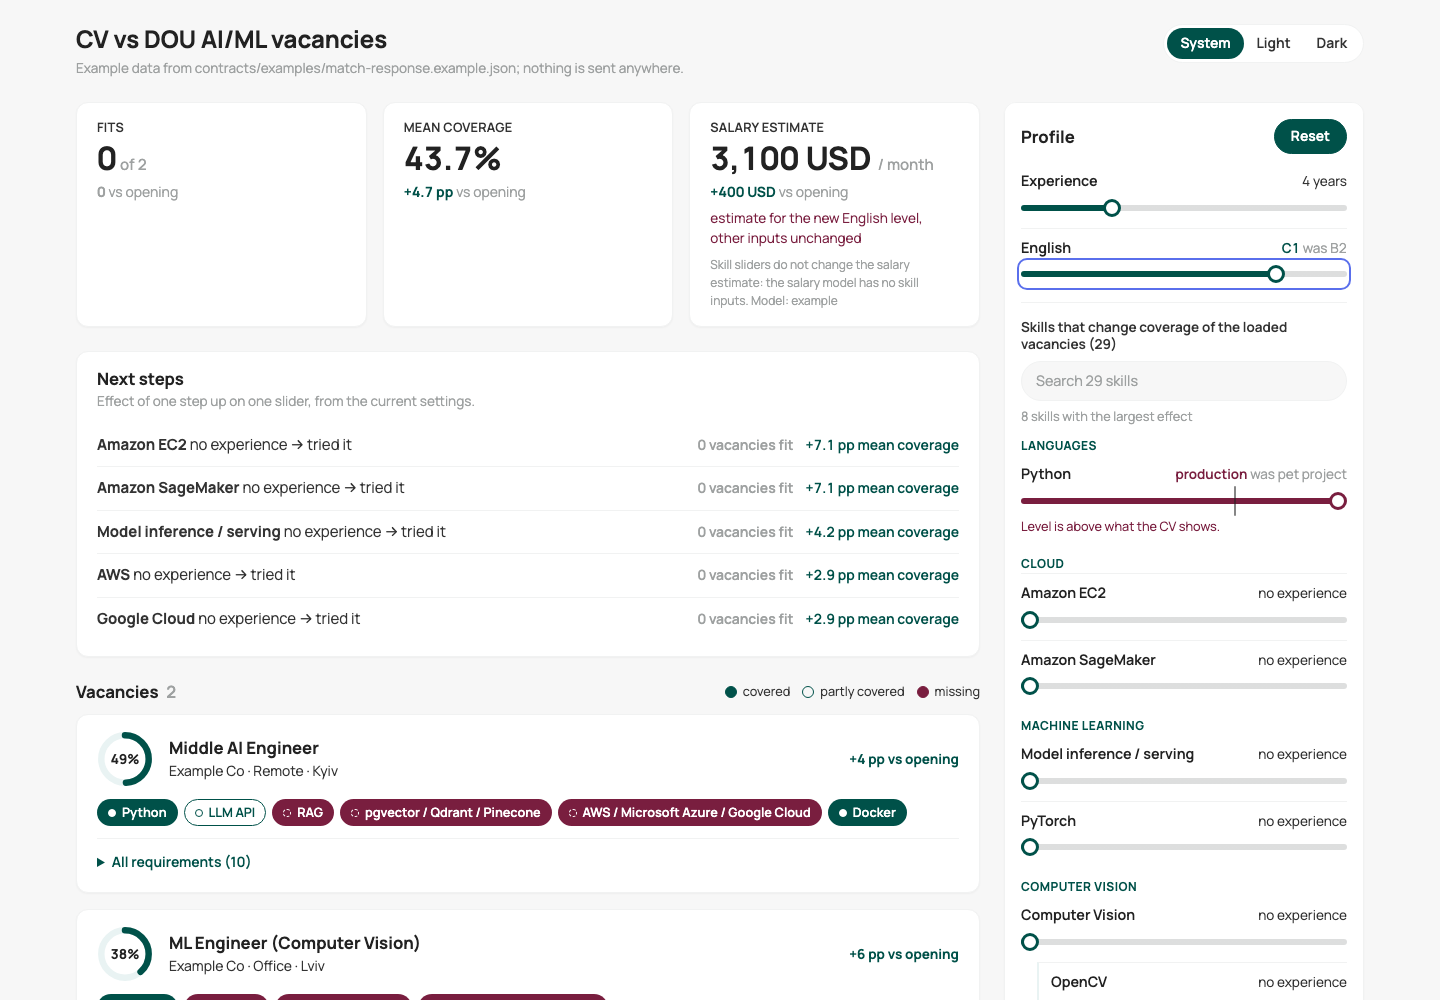 CV vs DOU AI/ML vacancies
Example data from contracts/examples/match-response.example.json; nothing is sent anywhere.
System Light Dark
FITS
0 of 2
0 vs opening
MEAN COVERAGE
43.7%
+4.7 pp vs opening
SALARY ESTIMATE
3,100 USD / month
+400 USD vs opening
estimate for the new English level,
other inputs unchanged
Skill sliders do not change the salary
estimate: the salary model has no skill
inputs. Model: example
Next steps
Effect of one step up on one slider, from the current settings.
Amazon EC2 no experience → tried it 0 vacancies fit +7.1 pp mean coverage
Amazon SageMaker no experience → tried it 0 vacancies fit +7.1 pp mean coverage
Model inference / serving no experience → tried it 0 vacancies fit +4.2 pp mean coverage
AWS no experience → tried it 0 vacancies fit +2.9 pp mean coverage
Google Cloud no experience → tried it 0 vacancies fit +2.9 pp mean coverage
Vacancies 2
covered partly covered missing
49%
Middle AI Engineer
Example Co · Remote · Kyiv
+4 pp vs opening
Python LLM API RAG pgvector / Qdrant / Pinecone AWS / Microsoft Azure / Google Cloud Docker
All requirements (10)
38%
ML Engineer (Computer Vision)
Example Co · Office · Lviv
+6 pp vs opening
Profile
Reset
Experience 4 years
English C1 was B2
Skills that change coverage of the loaded
vacancies (29)
Search 29 skills
8 skills with the largest effect
LANGUAGES
Python production was pet project
Level is above what the CV shows.
CLOUD
Amazon EC2 no experience
Amazon SageMaker no experience
MACHINE LEARNING
Model inference / serving no experience
PyTorch no experience
COMPUTER VISION
Computer Vision no experience
OpenCV no experience